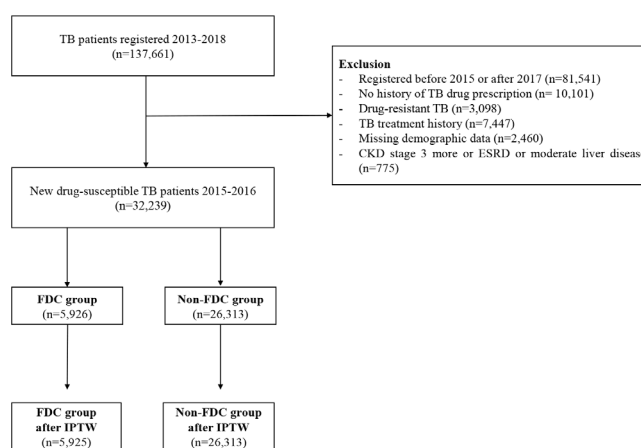 TB patients registered 2013-2018
(n=137,661)
Exclusion
- Registered before 2015 or after 2017 (n=81,541)
- No history of TB drug prescription (n= 10,101)
- Drug-resistant TB (n=3,098)
- TB treatment history (n=7,447)
- Missing demographic data (n=2,460)
- CKD stage 3 more or ESRD or moderate liver disease
(n=775)
New drug-susceptible TB patients 2015-2016
(n=32,239)
FDC group
(n=5,926)
Non-FDC group
(n=26,313)
FDC group
after IPTW
(n=5,925)
Non-FDC group
after IPTW
(n=26,313)